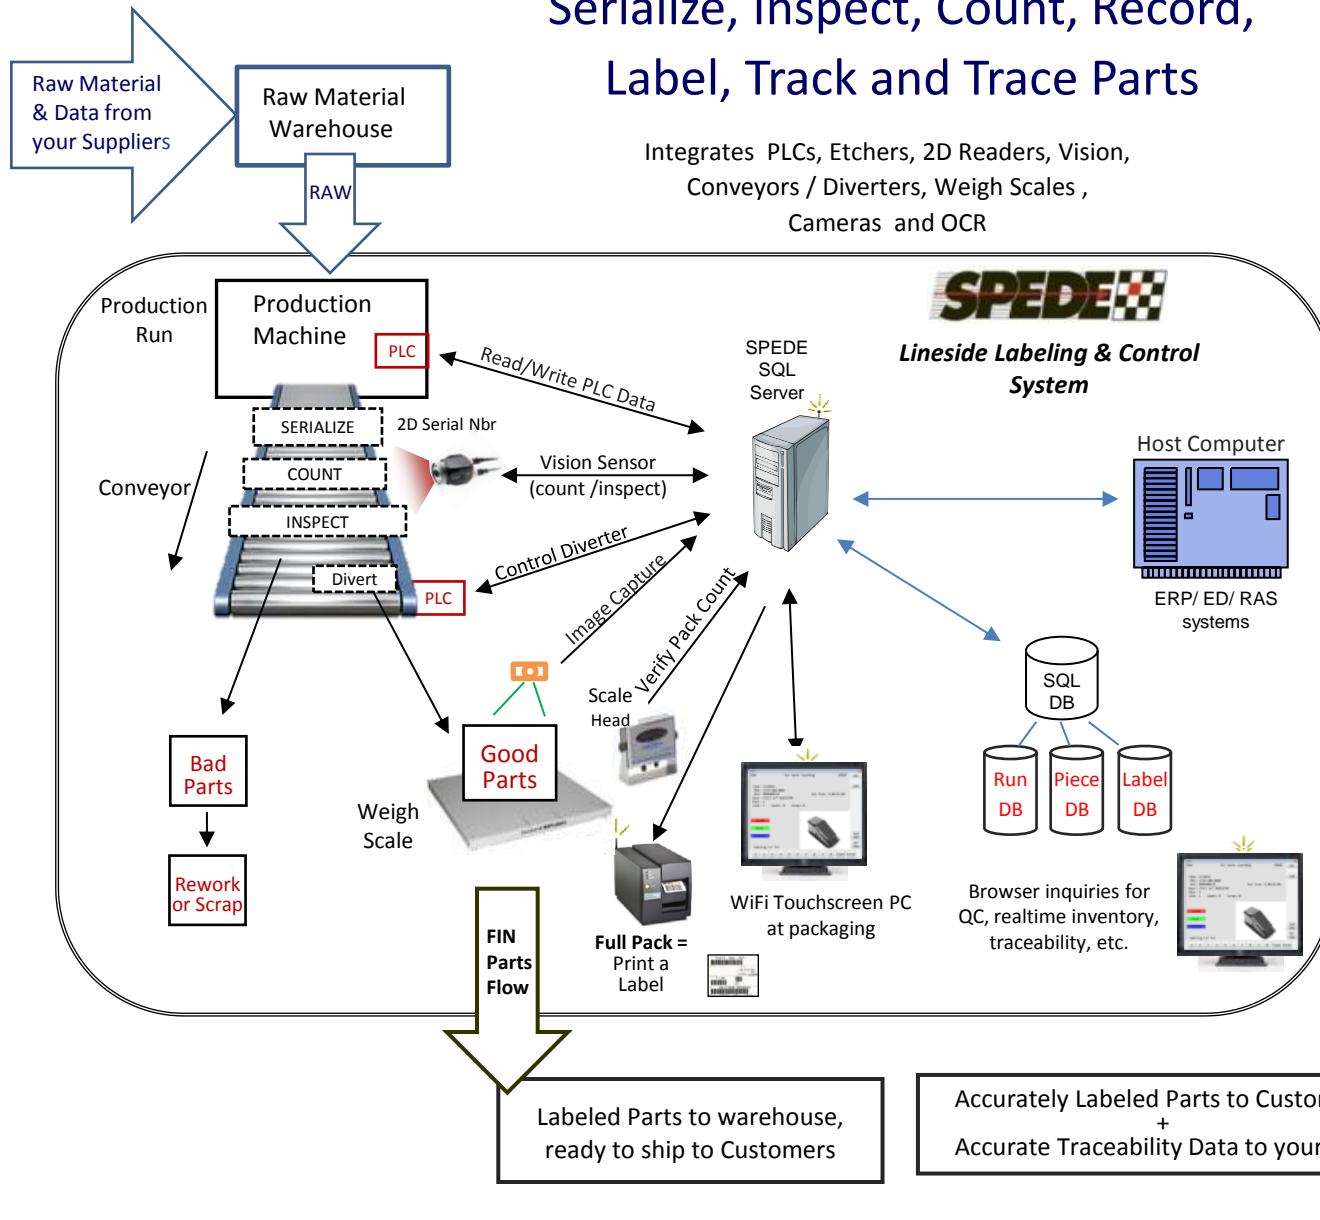 Serialize, Inspect, Count, Record,
Label, Track and Trace Parts
Raw Material
& Data from
your Suppliers
Raw Material
Warehouse
RAW
Integrates PLCs, Etchers, 2D Readers, Vision,
Conveyors / Diverters, Weigh Scales ,
Cameras and OCR
SPEDE
Lineside Labeling & Control
System
Production
Run
Production
Machine
PLC
Read/Write PLC Data
SPEDE
SQL
Server
SERIALIZE
2D Serial Nbr
COUNT
Conveyor
INSPECT
Vision Sensor
(count /inspect)
Host Computer
Divert
PLC
Control Diverter
Image Capture
Verify Pack Count
ERP/ ED/ RAS
systems
SQL
DB
Scale
Head
Bad
Parts
Good
Parts
Weigh
Scale
Run
DB
Piece
DB
Label
DB
Rework
or Scrap
WiFi Touchscreen PC
at packaging
Browser inquiries for
QC, realtime inventory,
traceability, etc.
FIN
Parts
Flow
Full Pack =
Print a
Label
Labeled Parts to warehouse,
ready to ship to Customers
Accurately Labeled Parts to Custo
+
Accurate Traceability Data to your